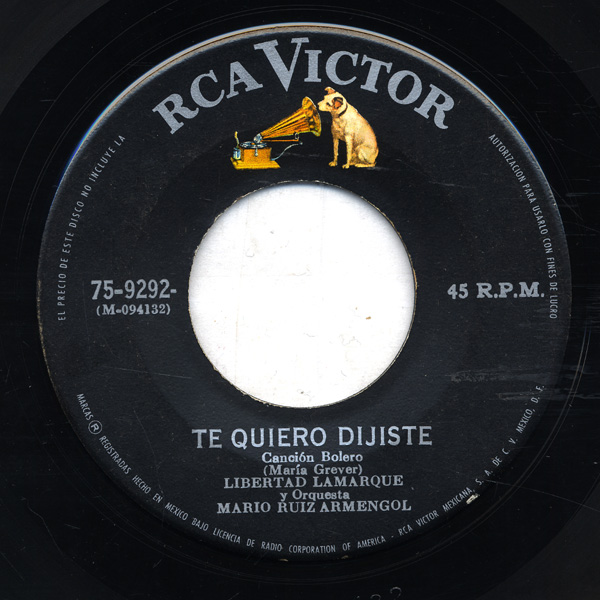 RCA VICTOR
EL PRECIO DE ESTE DISCO NO INCLUYE LA
AUTORIZACION PARA USARLO CON FINES DE LUCRO
75-9292-
(M-094132)
45 R.P.M.
TE QUIERO DIJISTE
Canción Bolero
(María Grever)
LIBERTAD LAMARQUE
y Orquesta
MARIO RUIZ ARMENGOL
MARCAS ® REGISTRADAS HECHO EN MEXICO BAJO LICENCIA DE RADIO CORPORATION OF AMERICA - RCA VICTOR MEXICANA, S. A. DE C. V. MEXICO, D. F.